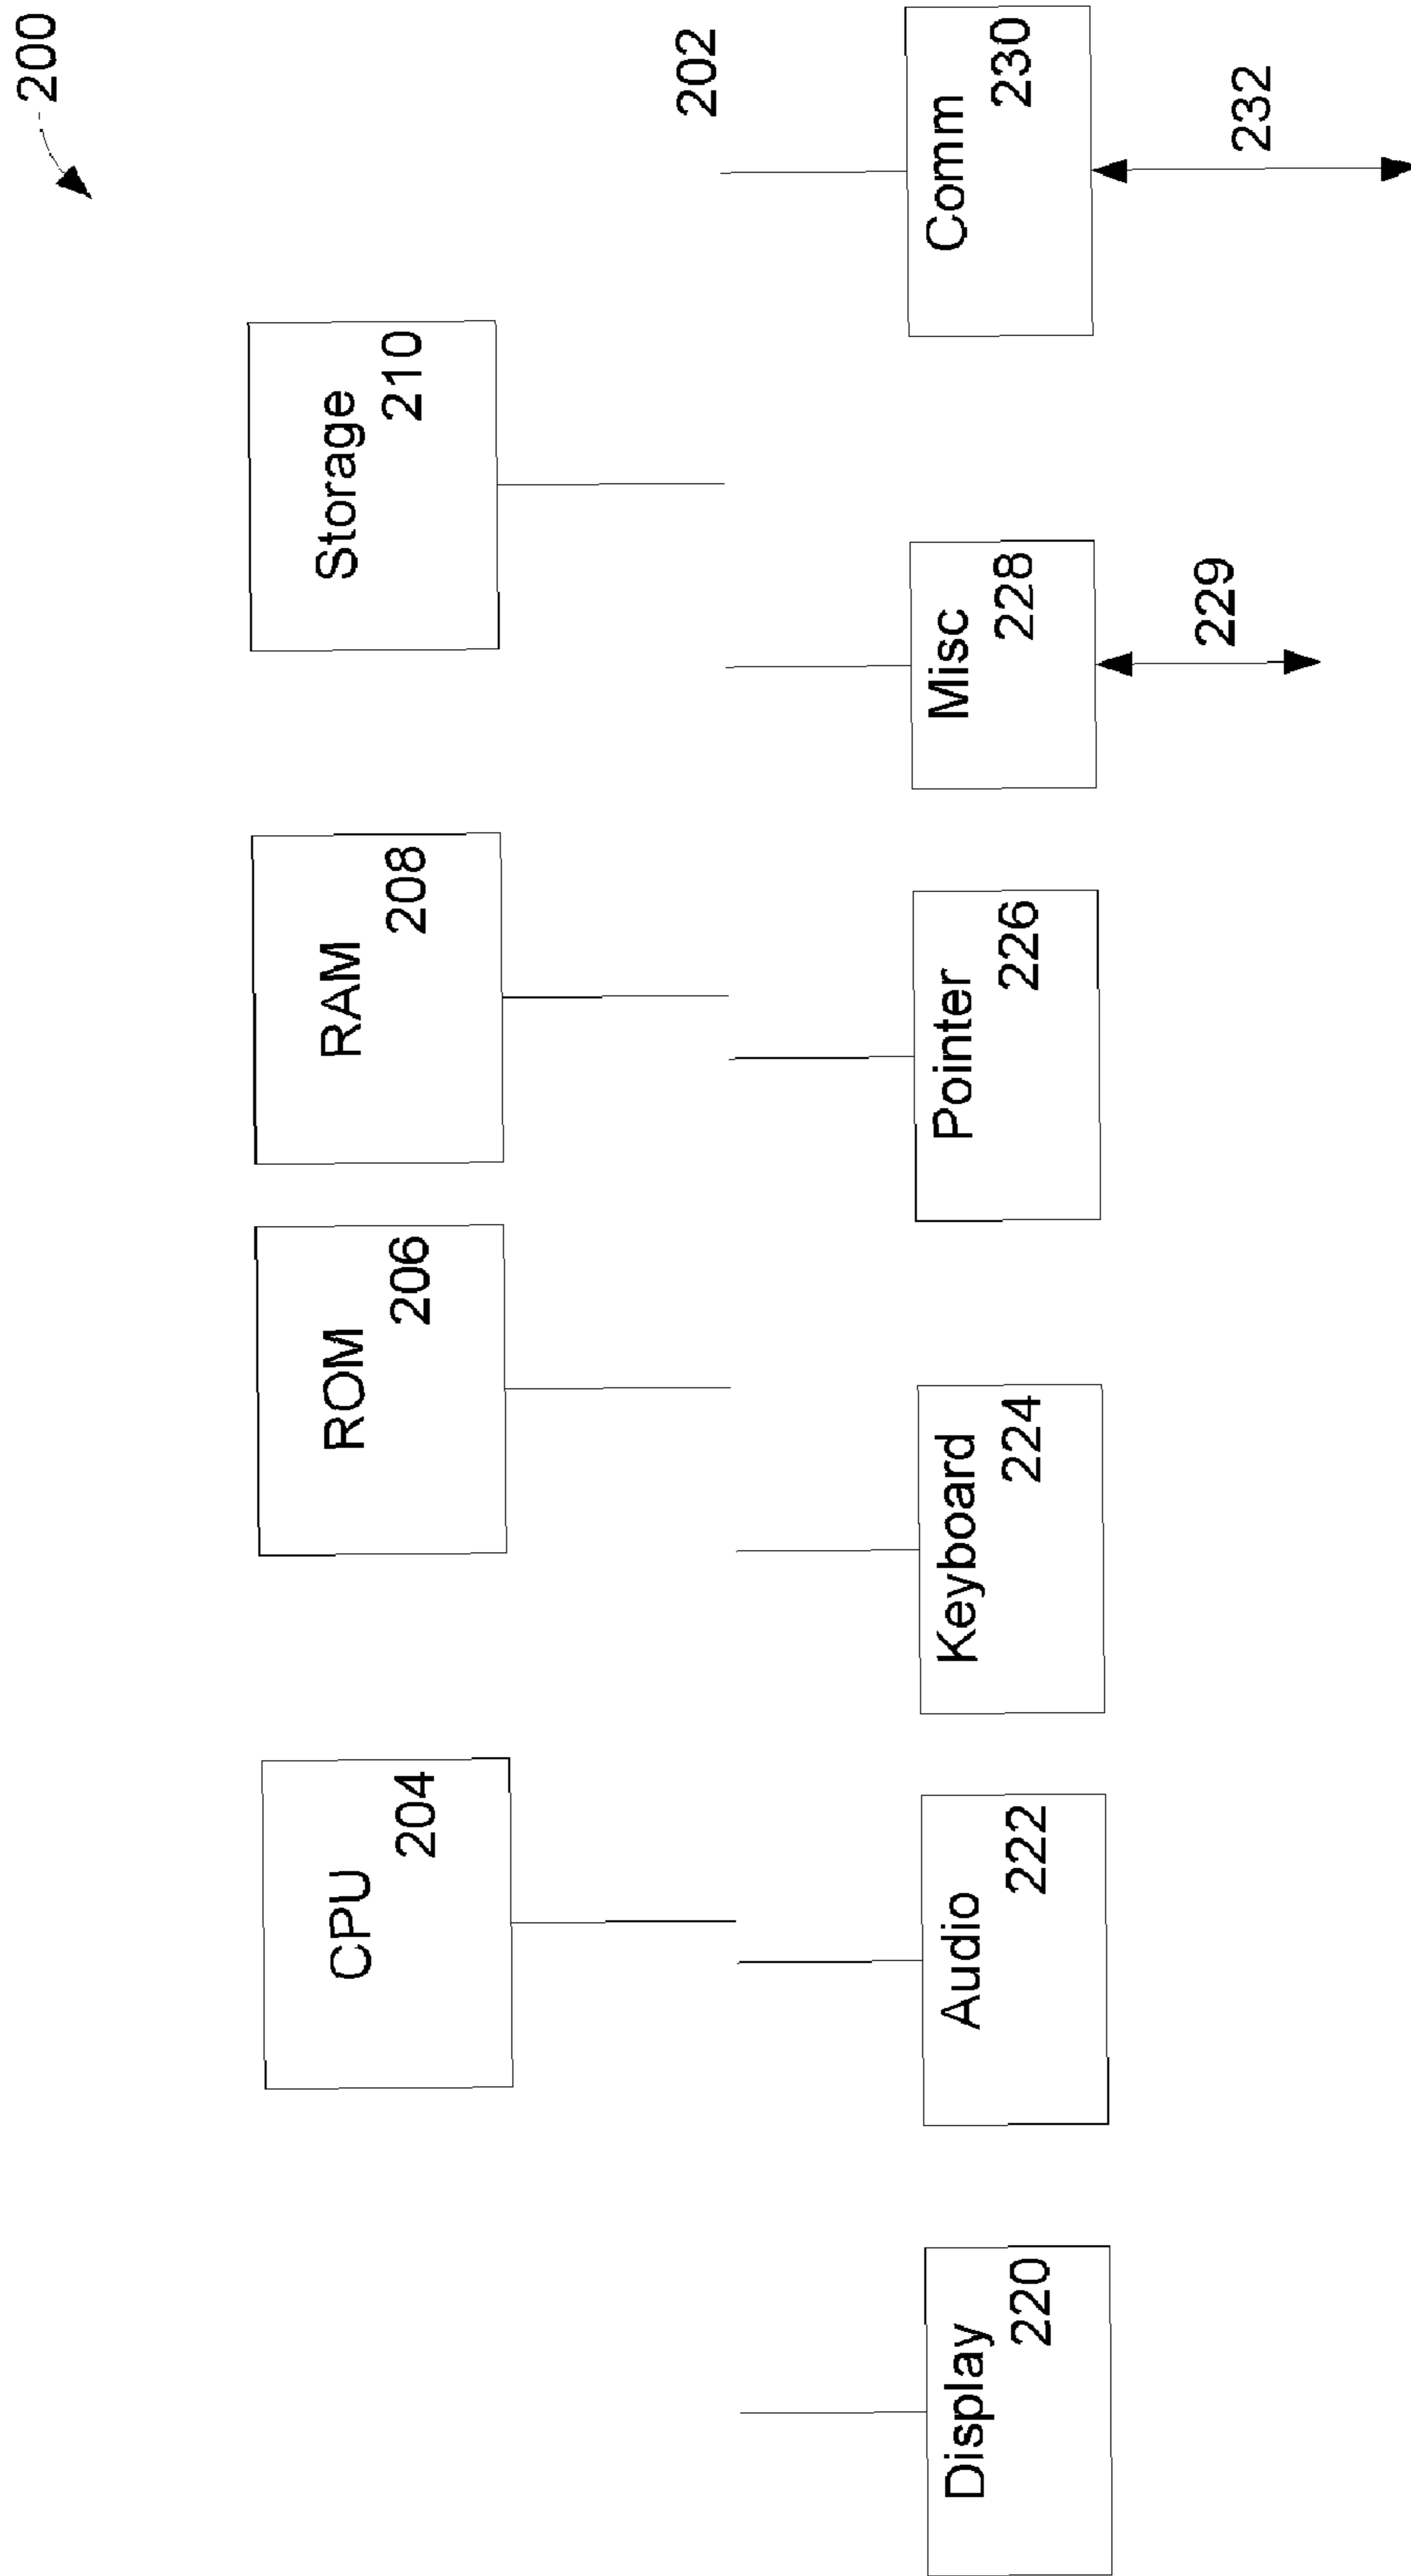 200
CPU
204
ROM
206
RAM
208
Storage
210
202
Display
220
Audio
222
Keyboard
224
Pointer
226
Misc
228
Comm
230
229
232